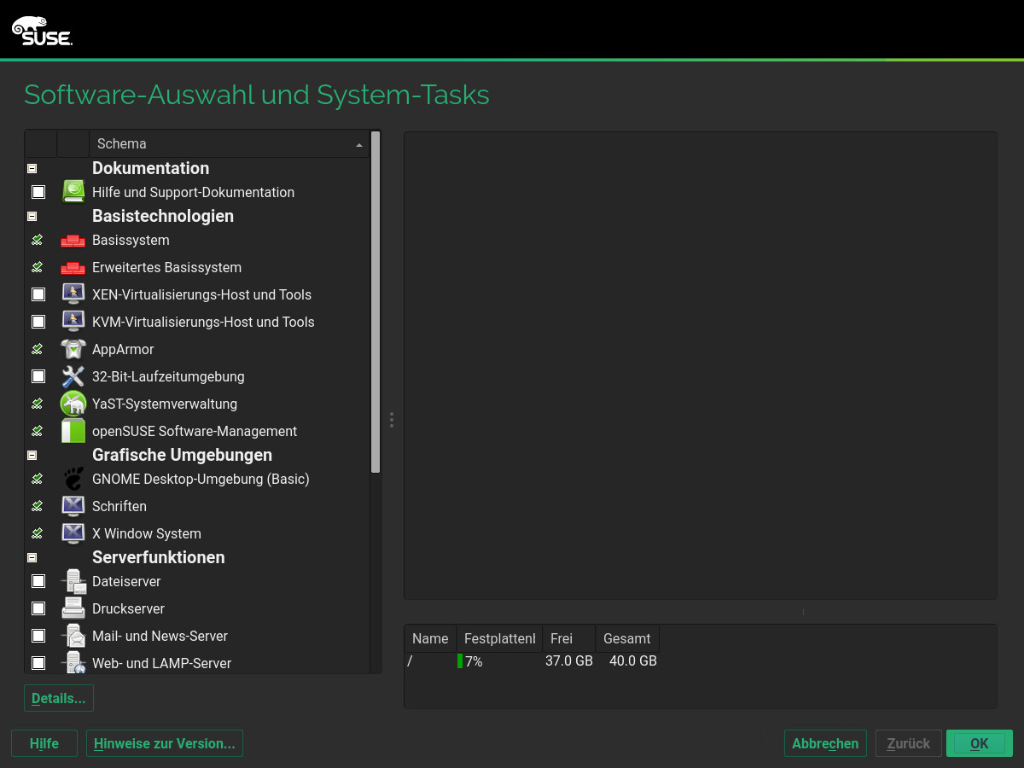 SUSE
Software-Auswahl und System-Tasks
Schema
Dokumentation
Hilfe und Support-Dokumentation
Basistechnologien
Basissystem
Erweitertes Basissystem
XEN-Virtualisierungs-Host und Tools
KVM-Virtualisierungs-Host und Tools
AppArmor
32-Bit-Laufzeitumgebung
YaST-Systemverwaltung
openSUSE Software-Management
Grafische Umgebungen
GNOME Desktop-Umgebung (Basic)
Schriften
X Window System
Serverfunktionen
Dateiserver
Druckserver
Mail- und News-Server
Web- und LAMP-Server
Name Festplattenl Frei Gesamt
/ 7% 37.0 GB 40.0 GB
Details...
Hilfe Hinweise zur Version... Abbrechen Zurück OK